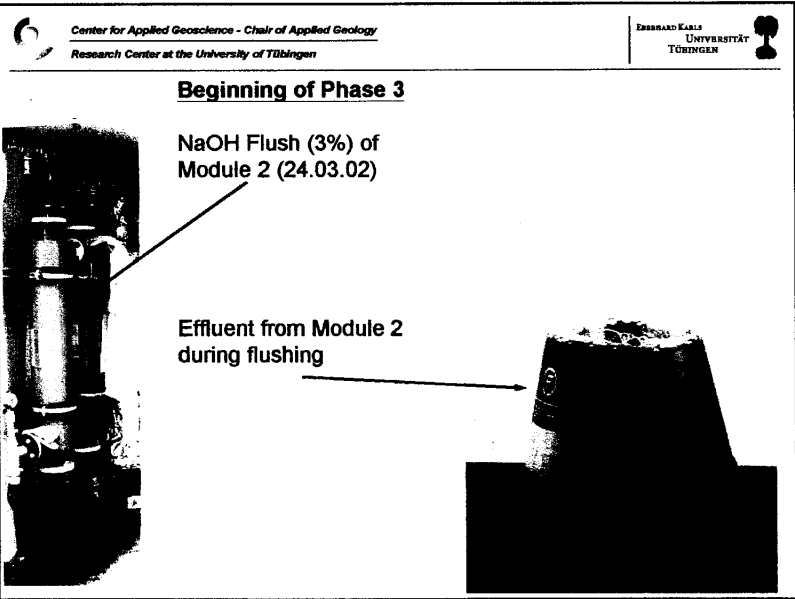 Center for Applied Geoscience - Chair of Applied Geology
Research Center at the University of Tübingen
EBERHARD KARLS
UNIVERSITÄT
TÜBINGEN
Beginning of Phase 3
NaOH Flush (3%) of
Module 2 (24.03.02)
Effluent from Module 2
during flushing